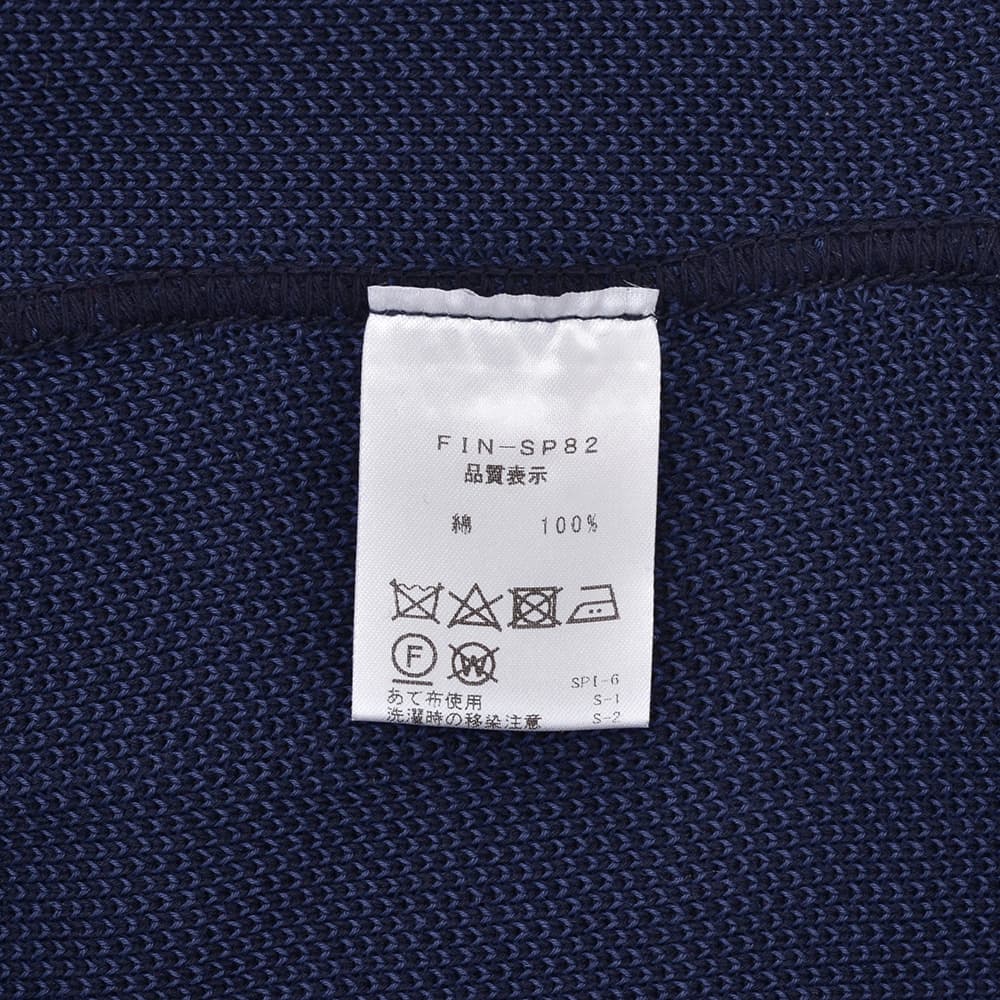 FIN-SP82
品質表示
綿 100%
F W
SPI-6
あて布使用 S-1
洗濯時の移染注意 S-2